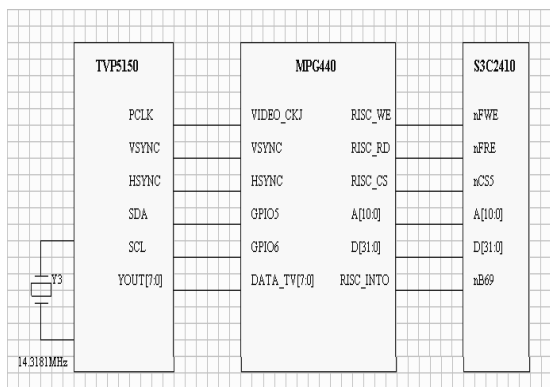 TVP5150 MPG440 S3C2410
PCLK VIDEO_CKJ RISC_WE nFWE
VSYNC VSYNC RISC_RD nFRE
HSYNC HSYNC RISC_CS nCS5
SDA GPIO5 A[10:0] A[10:0]
SCL GPIO6 D[31:0] D[31:0]
Y3 YOUT[7:0] DATA_TV[7:0] RISC_INTO nB69
14.3181MHz